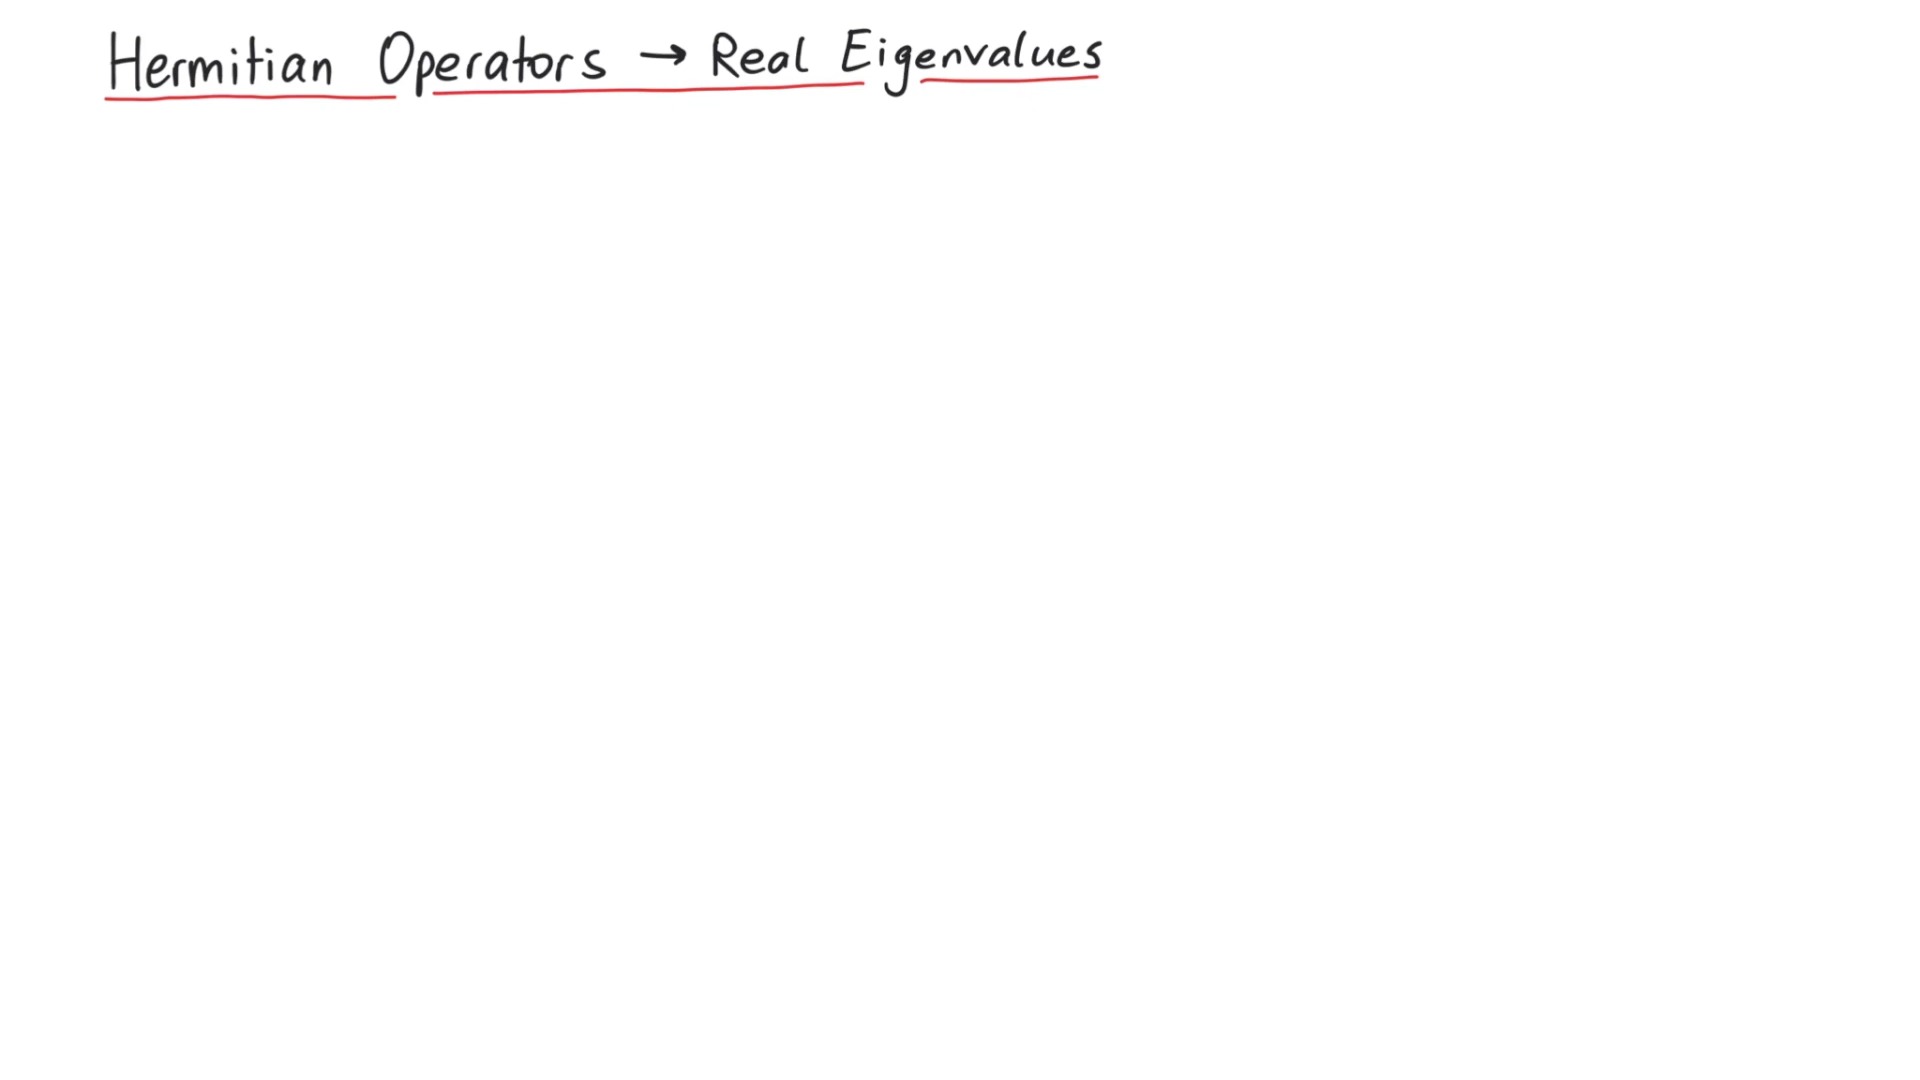 Hermitian Operators → Real Eigenvalues